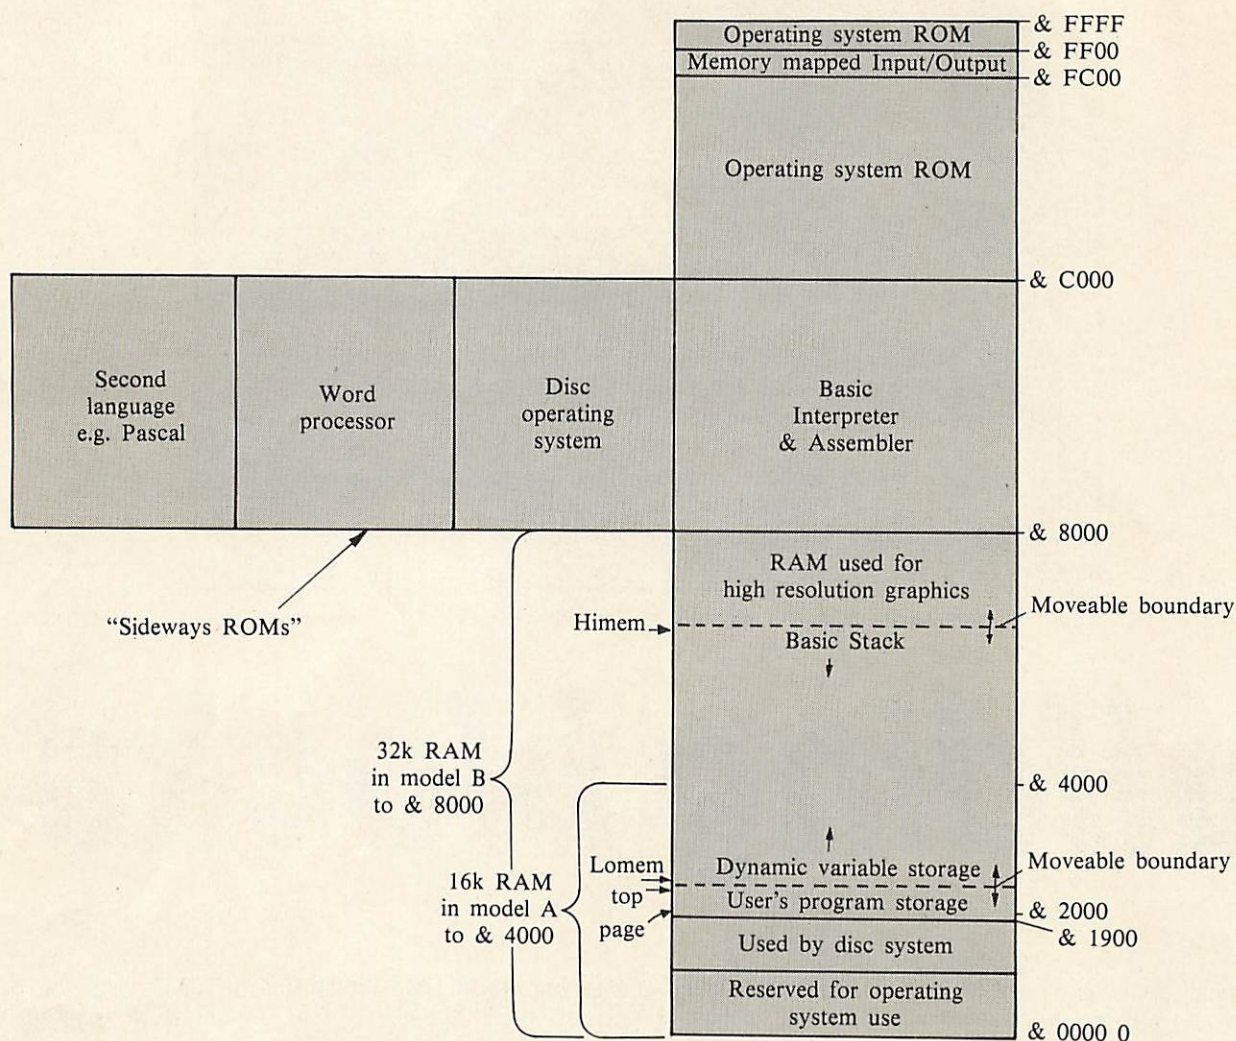 Operating system ROM
& FFFF
& FF00
Memory mapped Input/Output
& FC00
Operating system ROM
& C000
Second
language
e.g. Pascal
Word
processor
Disc
operating
system
Basic
Interpreter
& Assembler
& 8000
"Sideways ROMs"
RAM used for
high resolution graphics
Himem
Moveable boundary
Basic Stack
32k RAM
in model B
to & 8000
& 4000
16k RAM
in model A
to & 4000
Lomem
top
page
Dynamic variable storage
Moveable boundary
User's program storage
& 2000
& 1900
Used by disc system
Reserved for operating
system use
& 0000 0